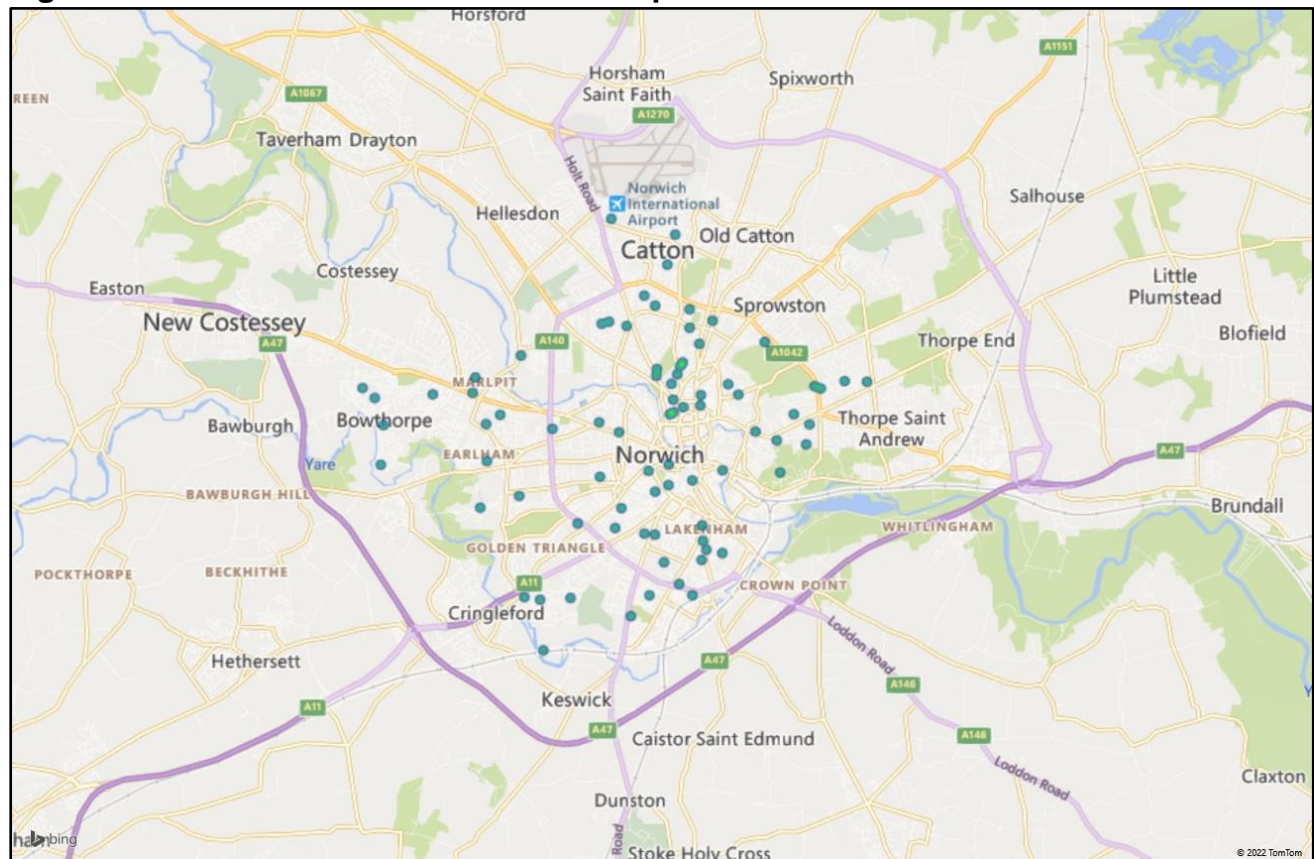 Horsford
A1151
Horsham
Saint Faith
Spixworth
REEN
A1067
A1270
Taverham Drayton
Holt Road
Norwich
International
Airport
Salhouse
Hellesdon
Catton
Old Catton
Costessey
Little
Plumstead
Easton
Sprowston
New Costessey
A47
A140
A1042
Thorpe End
Blofield
MARLPIT
Bawburgh
Bowthorpe
Thorpe Saint
Andrew
Yare
EARLHAM
Norwich
A47
BAWBURGH HILL
Brundall
LAKENHAM
WHITLINGHAM
GOLDEN TRIANGLE
POCKTHORPE
BECKHITHE
A11
CROWN POINT
Cringleford
Loddon Road
Hethersett
A47
A146
Keswick
A11
A47
Caistor Saint Edmund
A146
Loddon Road
Claxton
Dunston
Road
bing
Stoke Holy Cross
© 2022 TomTom